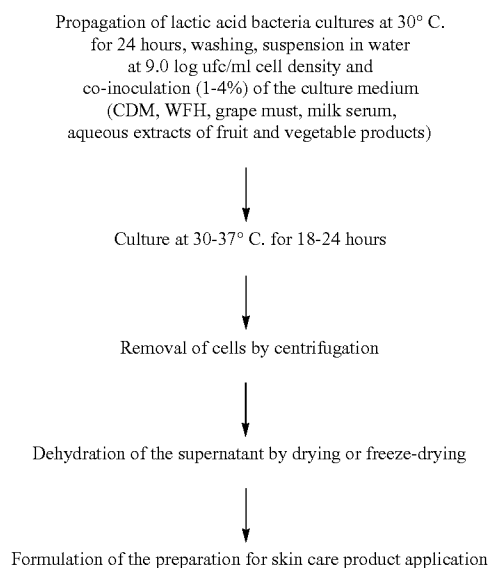 Propagation of lactic acid bacteria cultures at 30° C.
for 24 hours, washing, suspension in water
at 9.0 log ufc/ml cell density and
co-inoculation (1-4%) of the culture medium
(CDM, WFH, grape must, milk serum,
aqueous extracts of fruit and vegetable products)
Culture at 30-37° C. for 18-24 hours
Removal of cells by centrifugation
Dehydration of the supernatant by drying or freeze-drying
Formulation of the preparation for skin care product application